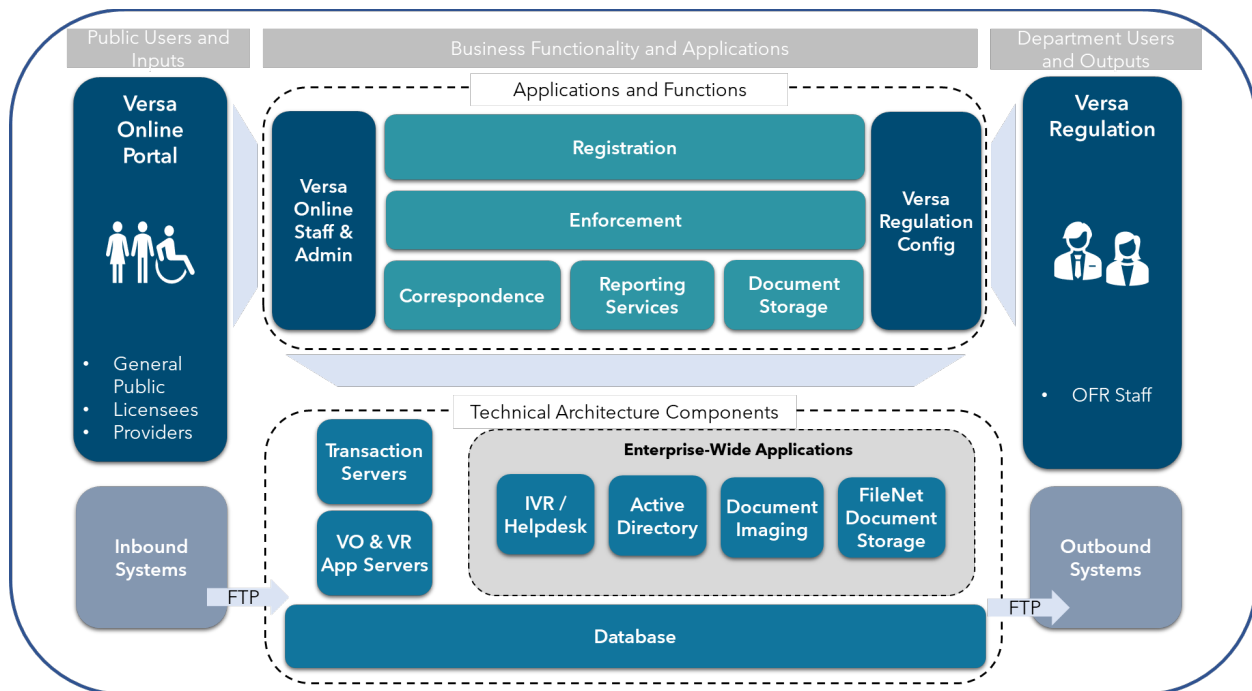 Public Users and
Inputs
Business Functionality and Applications
Department Users
and Outputs
Versa
Online
Portal
• General
Public
• Licensees
• Providers
Applications and Functions
Versa
Online
Staff &
Admin
Registration
Enforcement
Correspondence
Reporting
Services
Document
Storage
Versa
Regulation
Config
Versa
Regulation
• OFR Staff
Technical Architecture Components
Transaction
Servers
VO & VR
App Servers
Enterprise-Wide Applications
IVR /
Helpdesk
Active
Directory
Document
Imaging
FileNet
Document
Storage
Inbound
Systems
FTP
Database
FTP
Outbound
Systems